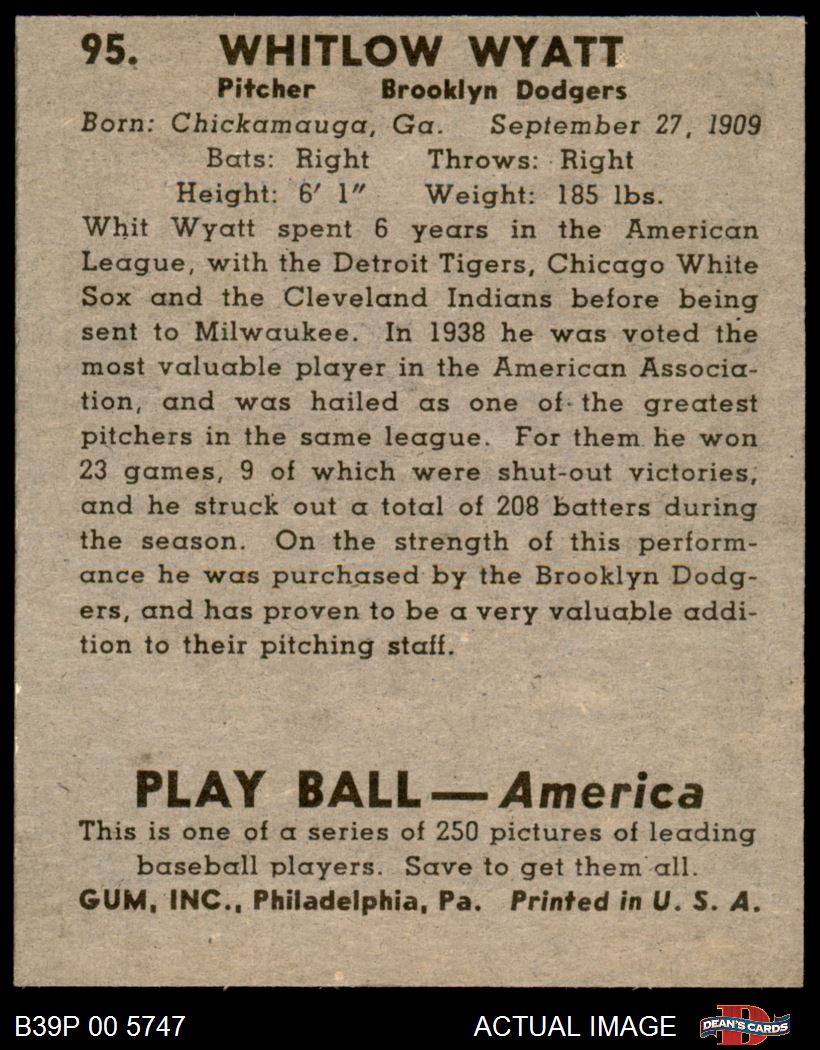 95. WHITLOW WYATT
Pitcher Brooklyn Dodgers
Born: Chickamauga, Ga. September 27, 1909
Bats: Right Throws: Right
Height: 6' 1" Weight: 185 lbs.
Whit Wyatt spent 6 years in the American
League, with the Detroit Tigers, Chicago White
Sox and the Cleveland Indians before being
sent to Milwaukee. In 1938 he was voted the
most valuable player in the American Associa-
tion, and was hailed as one of the greatest
pitchers in the same league. For them he won
23 games, 9 of which were shut-out victories,
and he struck out a total of 208 batters during
the season. On the strength of this perform-
ance he was purchased by the Brooklyn Dodg-
ers, and has proven to be a very valuable addi-
tion to their pitching staff.
PLAY BALL — America
This is one of a series of 250 pictures of leading
baseball players. Save to get them all.
GUM, INC., Philadelphia, Pa. Printed in U. S. A.
B39P 00 5747 ACTUAL IMAGE DEAN'S CARDS